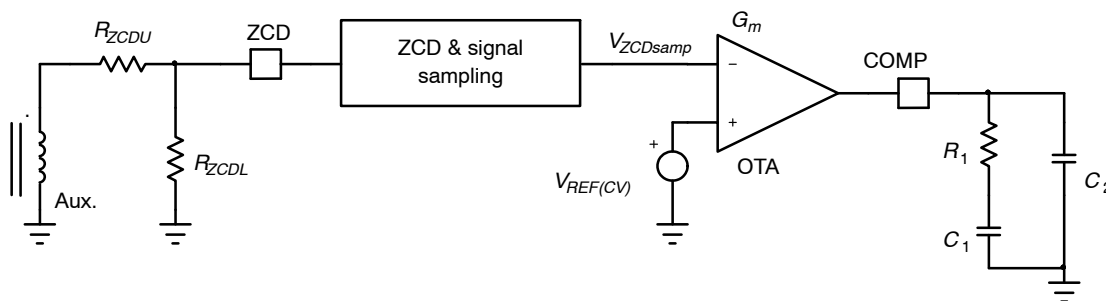 R_ZCDU
ZCD
ZCD & signal
sampling
V_ZCDsamp
G_m
−
+
OTA
COMP
R_ZCDL
Aux.
+
V_REF(CV)
R_1
C_1
C_2